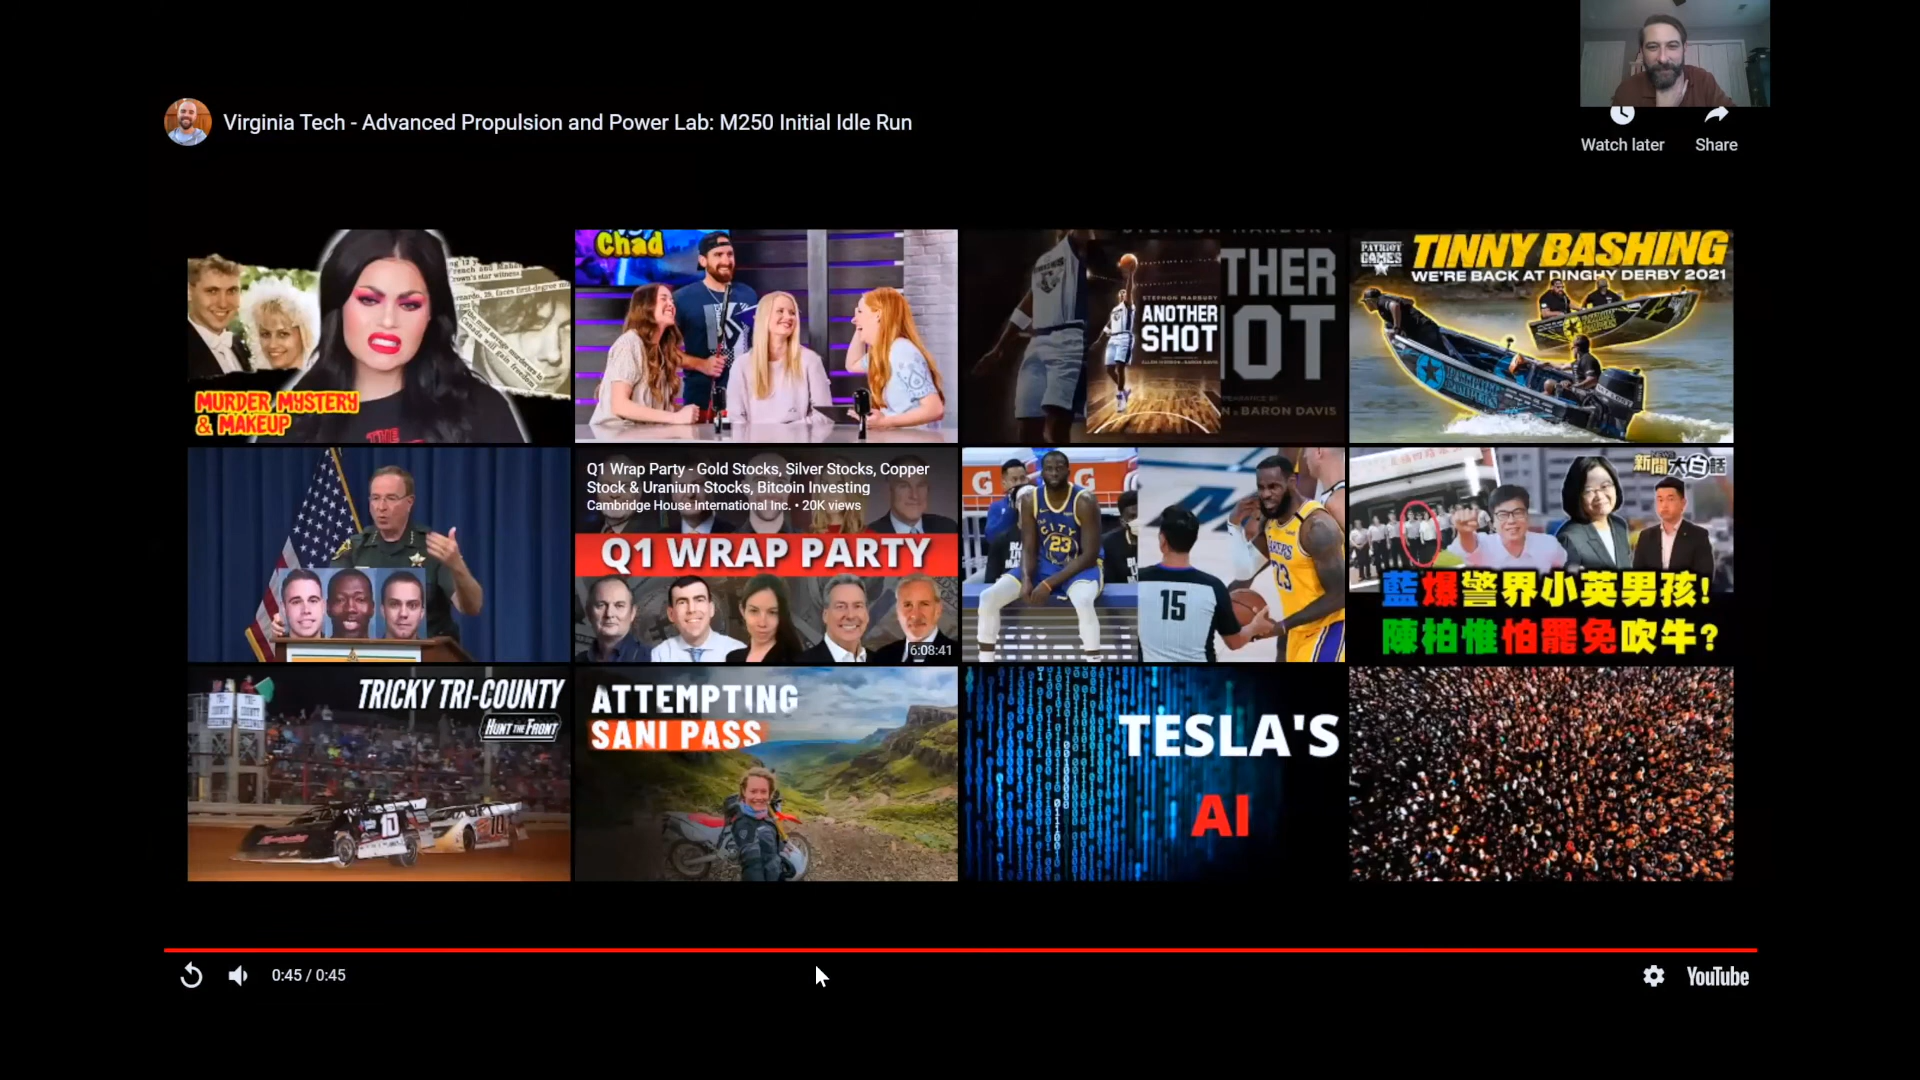 Virginia Tech - Advanced Propulsion and Power Lab: M250 Initial Idle Run
Watch later
Share
MURDER MYSTERY
& MAKEUP
Chad
STEPHON MARBURY
ANOTHER
SHOT
THER
OT
BARON DAVIS
PATRIOT
GAMES
TINNY BASHING
WE'RE BACK AT DINGHY DERBY 2021
Q1 Wrap Party - Gold Stocks, Silver Stocks, Copper
Stock & Uranium Stocks, Bitcoin Investing
Cambridge House International Inc. • 20K views
Q1 WRAP PARTY
6:08:41
G
G
CITY
23
15
23
新聞大白話
藍爆警界小英男孩!
陳柏惟怕罷免吹牛?
TRICKY TRI-COUNTY
HUNT THE FRONT
10
ATTEMPTING
SANI PASS
TESLA'S
AI
0:45 / 0:45
YouTube